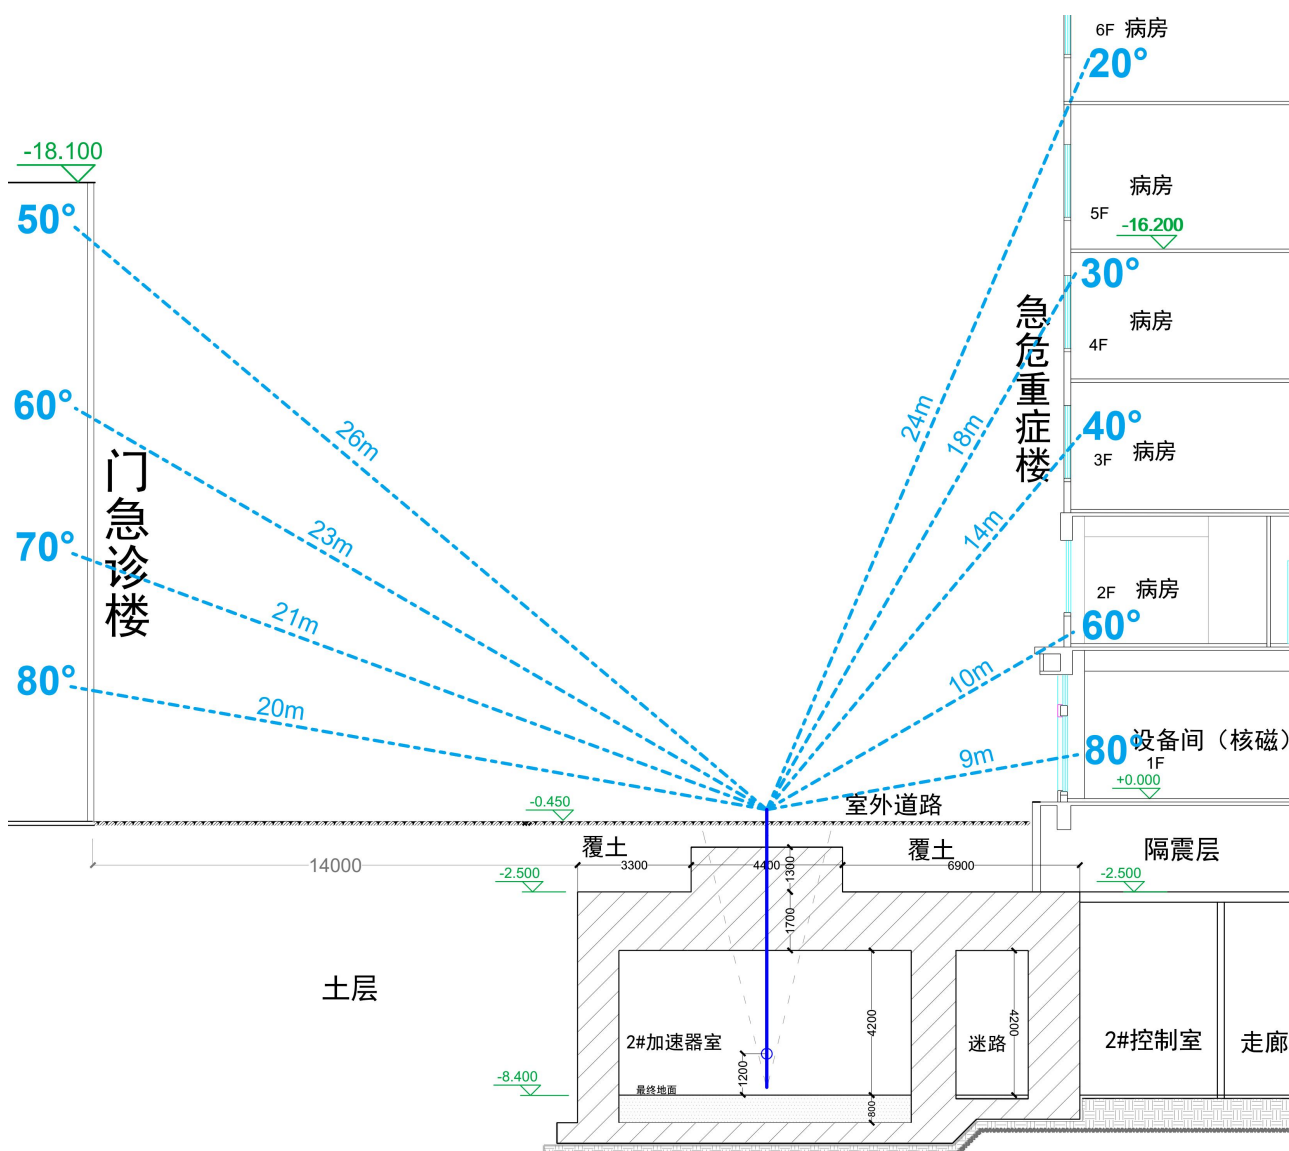 6F 病房
20°
-18.100
50°
病房
5F
-16.200
30°
急危重症楼
病房
4F
60°
24m
18m
40°
26m
3F 病房
门急诊楼
14m
23m
70°
2F 病房
21m
60°
80°
20m
10m
设备间（核磁）
80°
1F
9m
+0.000
-0.450
室外道路
覆土
覆土
隔震层
14000
3300
4400
1300
6900
-2.500
-2.500
1700
土层
4200
4200
2#加速器室
迷路
2#控制室
走廊
1200
-8.400
最终地面
800